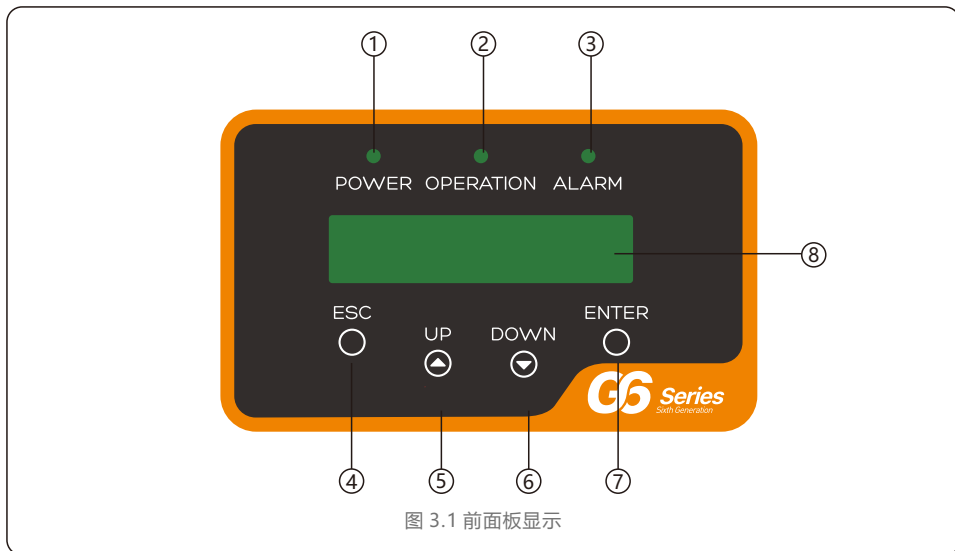 ① ② ③
POWER OPERATION ALARM
⑧
ESC ENTER
UP DOWN
G6 Series
Sixth Generation
④ ⑤ ⑥ ⑦
图 3.1 前面板显示